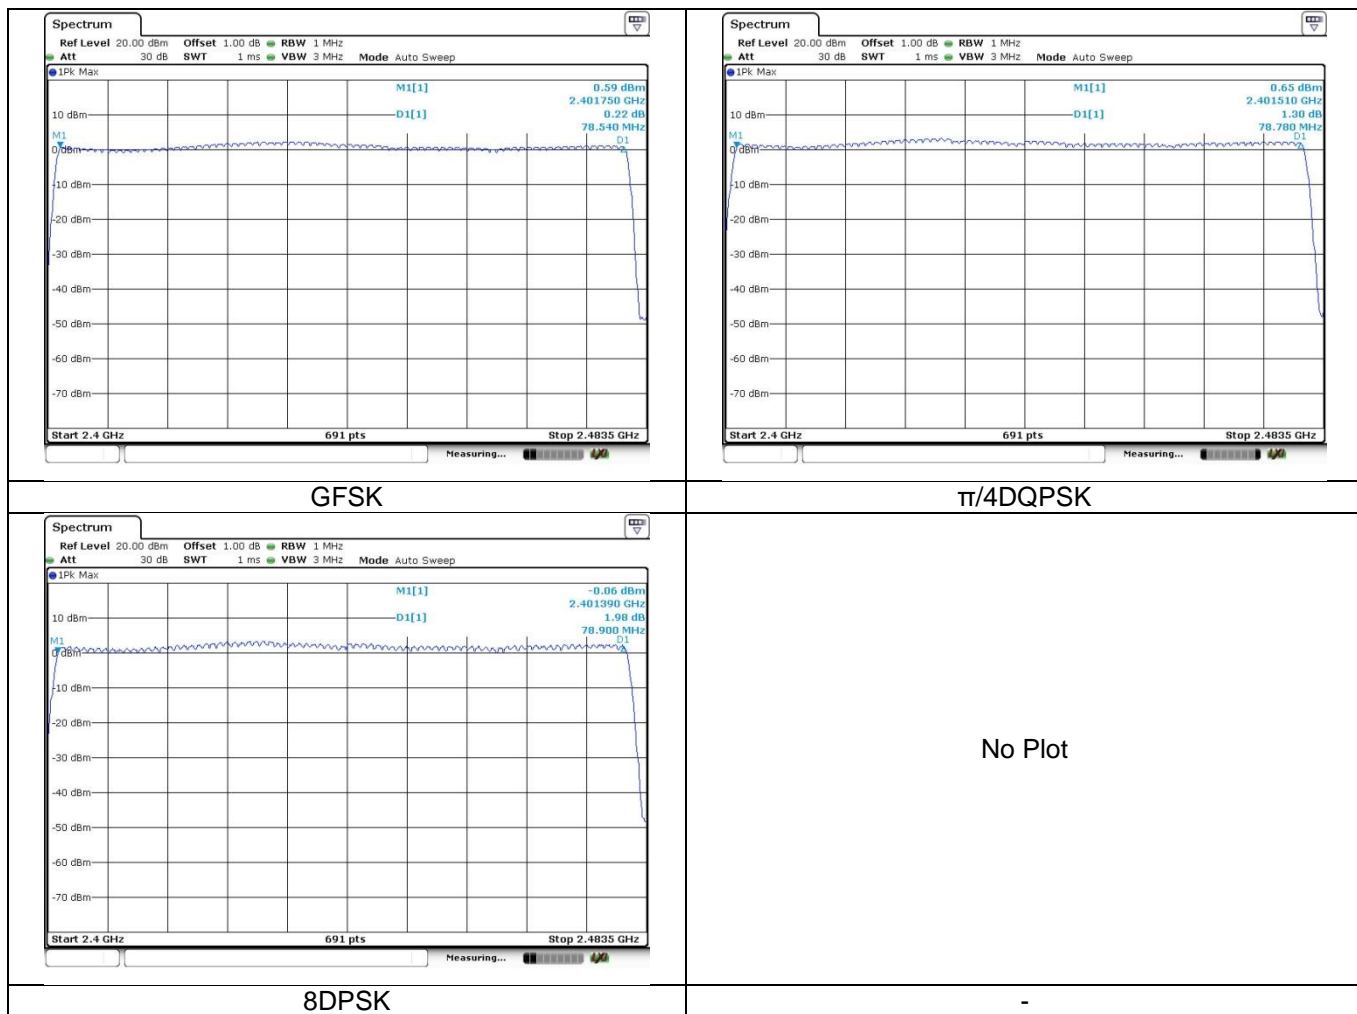 Spectrum
Ref Level 20.00 dBm Offset 1.00 dB RBW 1 MHz
Att 30 dB SWT 1 ms VBW 3 MHz Mode Auto Sweep
1Pk Max
M1[1] 0.59 dBm
2.401750 GHz
10 dBm D1[1] 0.22 dB
78.540 MHz
M1 D1
0 dBm
-10 dBm
-20 dBm
-30 dBm
-40 dBm
-50 dBm
-60 dBm
-70 dBm
Start 2.4 GHz 691 pts Stop 2.4835 GHz
Measuring...
GFSK
Spectrum
Ref Level 20.00 dBm Offset 1.00 dB RBW 1 MHz
Att 30 dB SWT 1 ms VBW 3 MHz Mode Auto Sweep
1Pk Max
M1[1] 0.65 dBm
2.401510 GHz
10 dBm D1[1] 1.30 dB
78.780 MHz
M1 D1
0 dBm
-10 dBm
-20 dBm
-30 dBm
-40 dBm
-50 dBm
-60 dBm
-70 dBm
Start 2.4 GHz 691 pts Stop 2.4835 GHz
Measuring...
π/4DQPSK
Spectrum
Ref Level 20.00 dBm Offset 1.00 dB RBW 1 MHz
Att 30 dB SWT 1 ms VBW 3 MHz Mode Auto Sweep
1Pk Max
M1[1] -0.06 dBm
2.401390 GHz
10 dBm D1[1] 1.98 dB
78.900 MHz
M1 D1
0 dBm
-10 dBm
-20 dBm
-30 dBm
-40 dBm
-50 dBm
-60 dBm
-70 dBm
Start 2.4 GHz 691 pts Stop 2.4835 GHz
Measuring...
8DPSK
No Plot
-